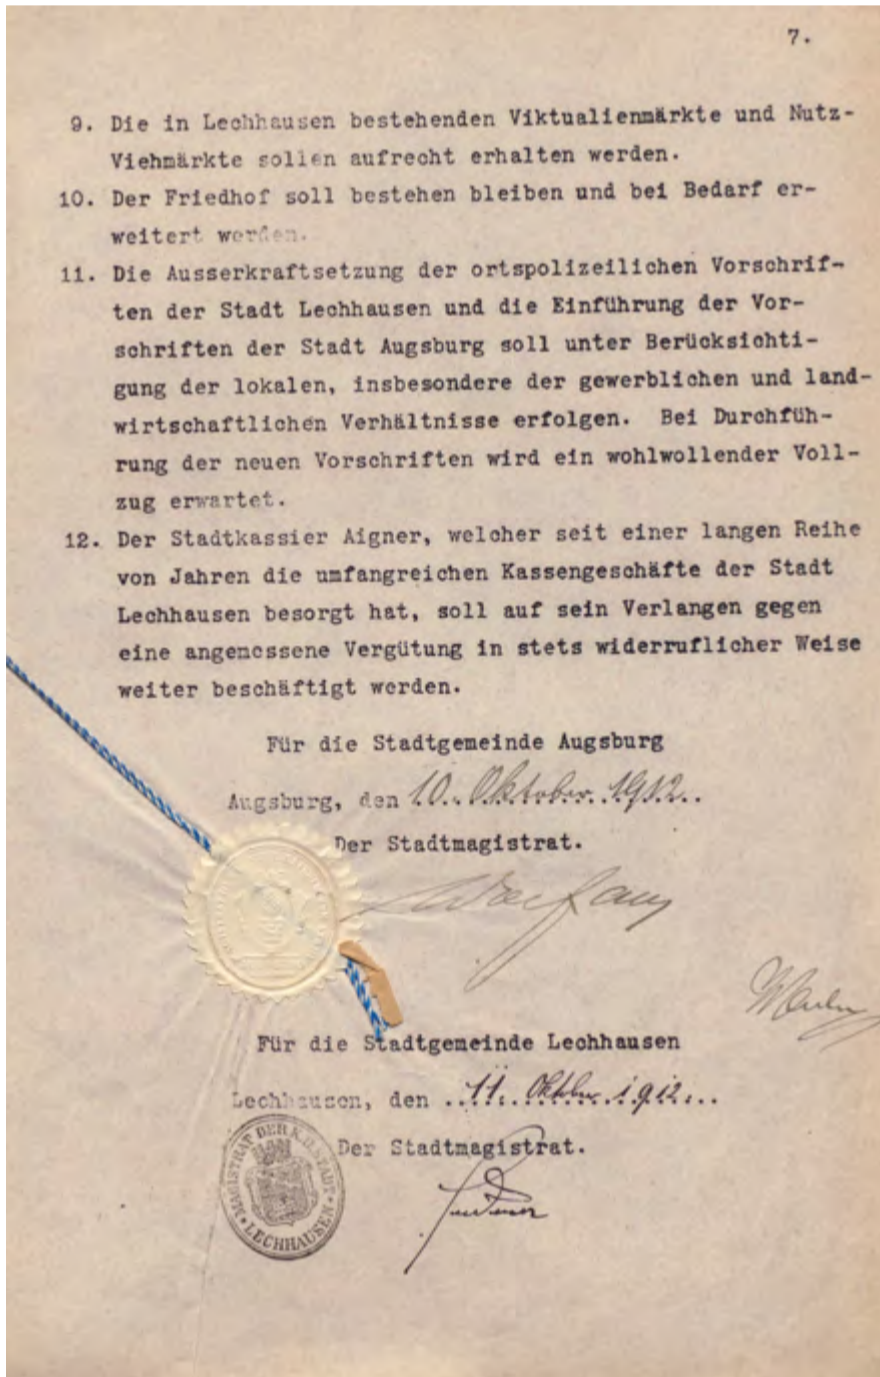 7.
9. Die in Lechhausen bestehenden Viktualienmärkte und Nutz-
Viehmärkte sollen aufrecht erhalten werden.
10. Der Friedhof soll bestehen bleiben und bei Bedarf er-
weitert werden.
11. Die Ausserkraftsetzung der ortspolizeilichen Vorschrif-
ten der Stadt Lechhausen und die Einführung der Vor-
schriften der Stadt Augsburg soll unter Berücksichti-
gung der lokalen, insbesondere der gewerblichen und land-
wirtschaftlichen Verhältnisse erfolgen. Bei Durchfüh-
rung der neuen Vorschriften wird ein wohlwollender Voll-
zug erwartet.
12. Der Stadtkassier Aigner, welcher seit einer langen Reihe
von Jahren die umfangreichen Kassengeschäfte der Stadt
Lechhausen besorgt hat, soll auf sein Verlangen gegen
eine angemessene Vergütung in stets widerruflicher Weise
weiter beschäftigt werden.
Für die Stadtgemeinde Augsburg
Augsburg, den 10. Oktober 1912.
Der Stadtmagistrat.
Für die Stadtgemeinde Lechhausen
Lechhausen, den 11. Oktober 1912.
Der Stadtmagistrat.
MAGISTRAT DER K.B. STADT
LECHHAUSEN